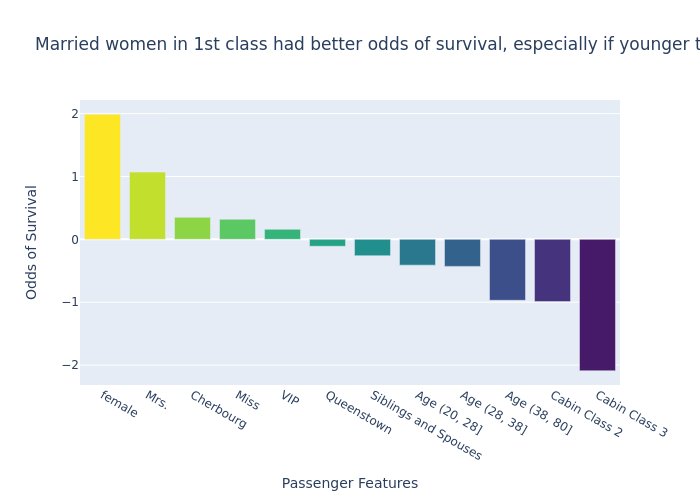 Married women in 1st class had better odds of survival, especially if younger t
2
1
0
−1
−2
Odds of Survival
female
Mrs.
Cherbourg
Miss
VIP
Queenstown
Siblings and Spouses
Age (20, 28]
Age (28, 38]
Age (38, 80]
Cabin Class 2
Cabin Class 3
Passenger Features